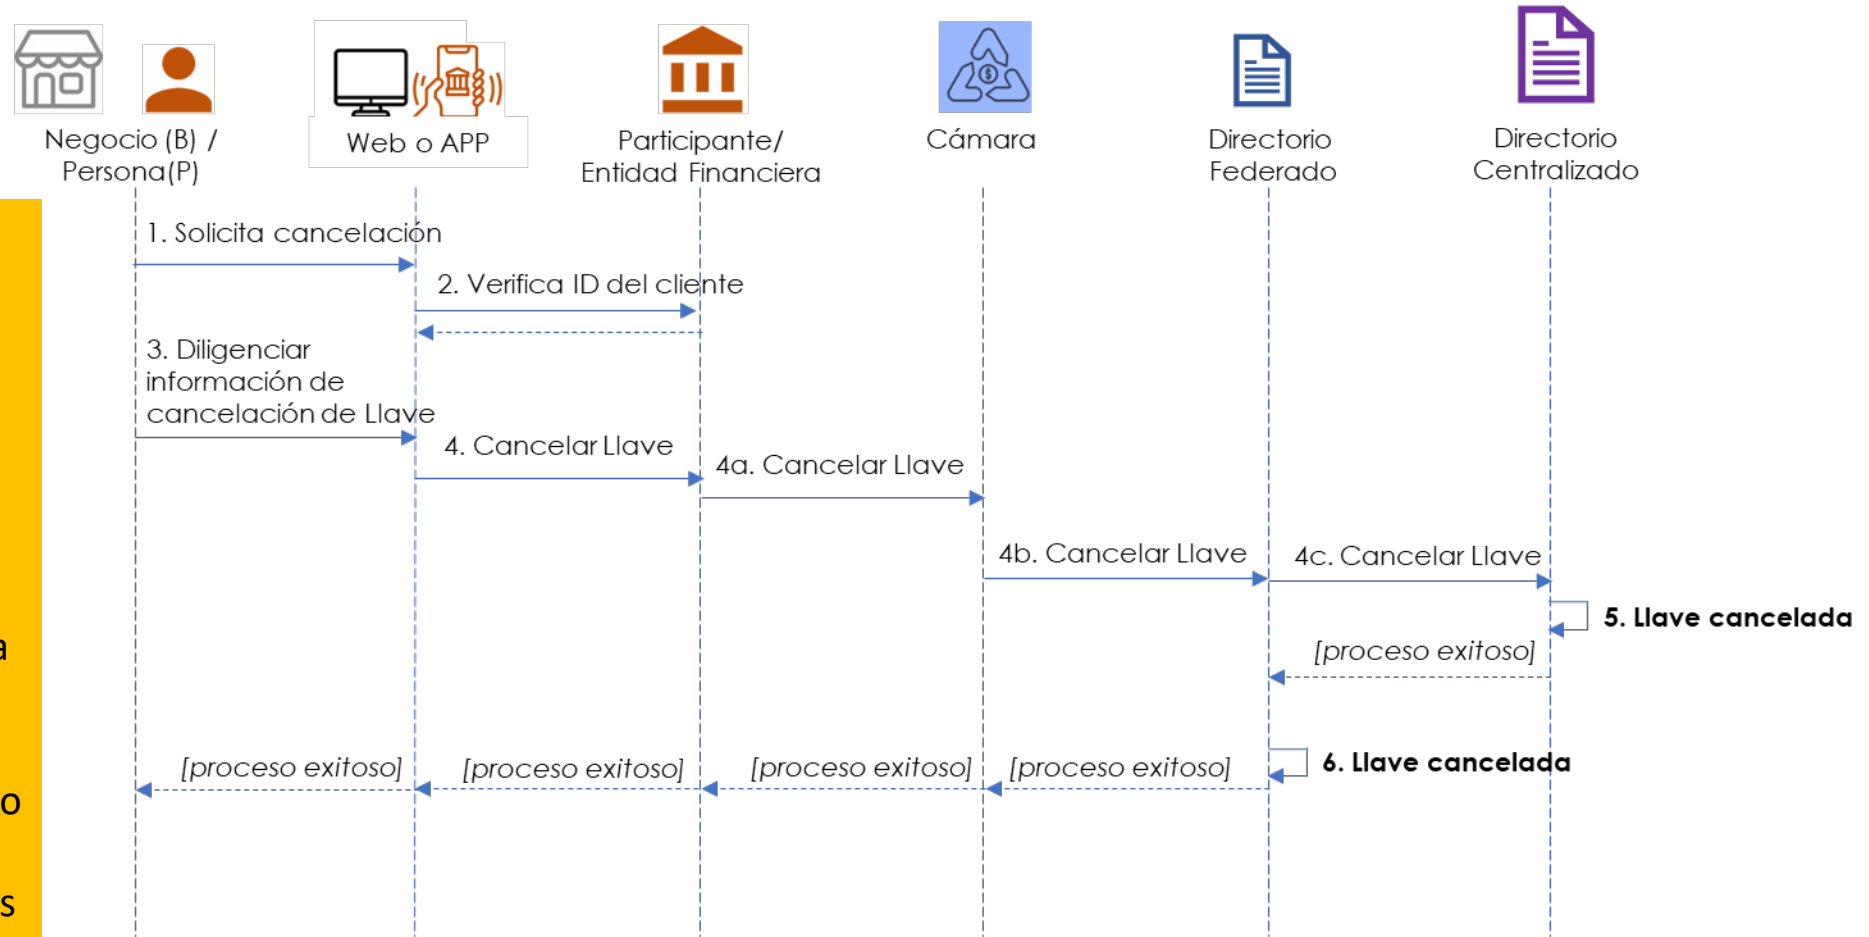 Negocio (B) /
Persona(P)
Web o APP
Participante/
Entidad Financiera
Cámara
Directorio
Federado
Directorio
Centralizado
1. Solicita cancelación
2. Verifica ID del cliente
3. Diligenciar
información de
cancelación de Llave
4. Cancelar Llave
4a. Cancelar Llave
4b. Cancelar Llave
4c. Cancelar Llave
5. Llave cancelada
[proceso exitoso]
6. Llave cancelada
[proceso exitoso]
[proceso exitoso]
[proceso exitoso]
[proceso exitoso]
a
o
s